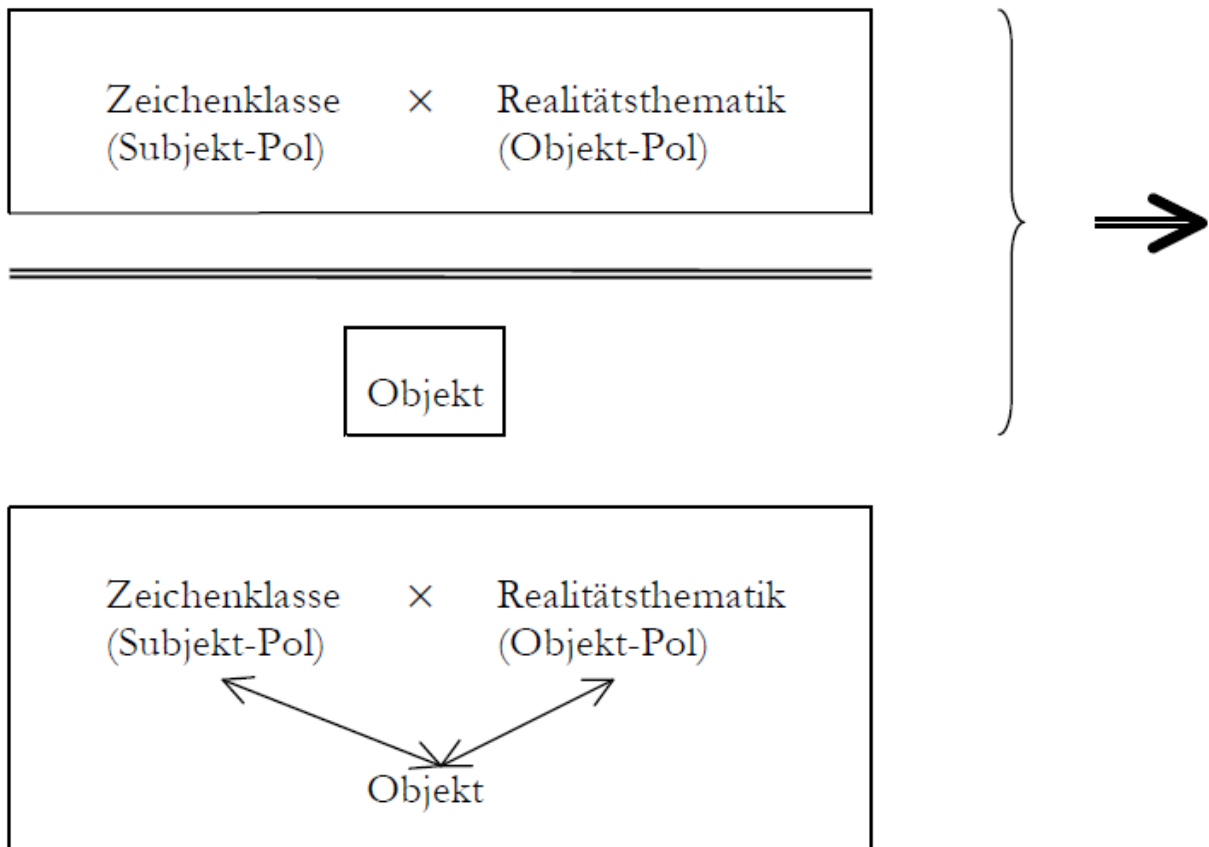 Zeichenklasse × Realitätsthematik
(Subjekt-Pol) (Objekt-Pol)
Objekt
Zeichenklasse × Realitätsthematik
(Subjekt-Pol) (Objekt-Pol)
Objekt